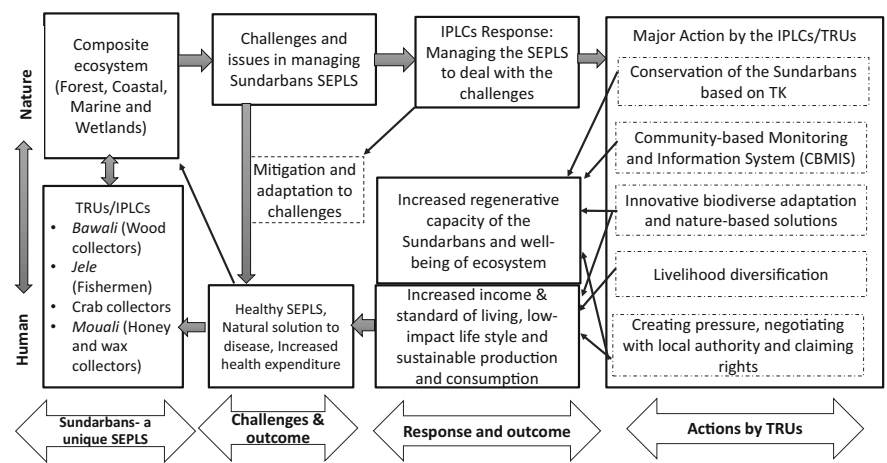 Nature
Human
Composite
ecosystem
(Forest, Coastal,
Marine and
Wetlands)
TRUs/IPLCs
• Bawali (Wood
collectors)
• Jele
(Fishermen)
• Crab collectors
• Mouali (Honey
and wax
collectors)
Challenges and
issues in managing
Sundarbans SEPLS
Mitigation and
adaptation to
challenges
Healthy SEPLS,
Natural solution to
disease, Increased
health expenditure
IPLCs Response:
Managing the SEPLS
to deal with the
challenges
Increased regenerative
capacity of the
Sundarbans and well-
being of ecosystem
Increased income &
standard of living, low-
impact life style and
sustainable production
and consumption
Major Action by the IPLCs/TRUs
Conservation of the Sundarbans
based on TK
Community-based Monitoring
and Information System (CBMIS)
Innovative biodiverse adaptation
and nature-based solutions
Livelihood diversification
Creating pressure, negotiating
with local authority and claiming
rights
Sundarbans- a
unique SEPLS
Challenges &
outcome
Response and outcome
Actions by TRUs